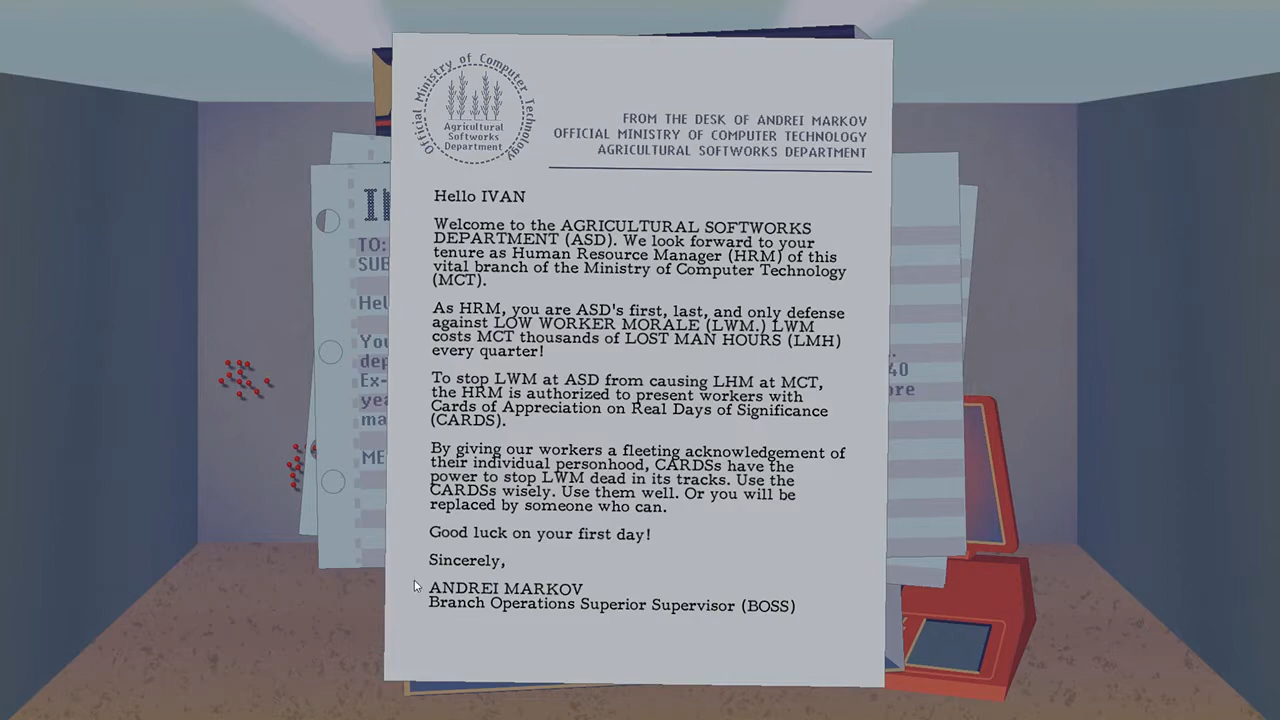 Official Ministry of Computer Technology
Agricultural
Softworks
Department
FROM THE DESK OF ANDREI MARKOV
OFFICIAL MINISTRY OF COMPUTER TECHNOLOGY
AGRICULTURAL SOFTWORKS DEPARTMENT
Hello IVAN
Welcome to the AGRICULTURAL SOFTWORKS
DEPARTMENT (ASD). We look forward to your
tenure as Human Resource Manager (HRM) of this
vital branch of the Ministry of Computer Technology
(MCT).
As HRM, you are ASD's first, last, and only defense
against LOW WORKER MORALE (LWM.) LWM
costs MCT thousands of LOST MAN HOURS (LMH)
every quarter!
To stop LWM at ASD from causing LHM at MCT,
the HRM is authorized to present workers with
Cards of Appreciation on Real Days of Significance
(CARDS).
By giving our workers a fleeting acknowledgement of
their individual personhood, CARDSs have the
power to stop LWM dead in its tracks. Use the
CARDSs wisely. Use them well. Or you will be
replaced by someone who can.
Good luck on your first day!
Sincerely,
ANDREI MARKOV
Branch Operations Superior Supervisor (BOSS)
TO: